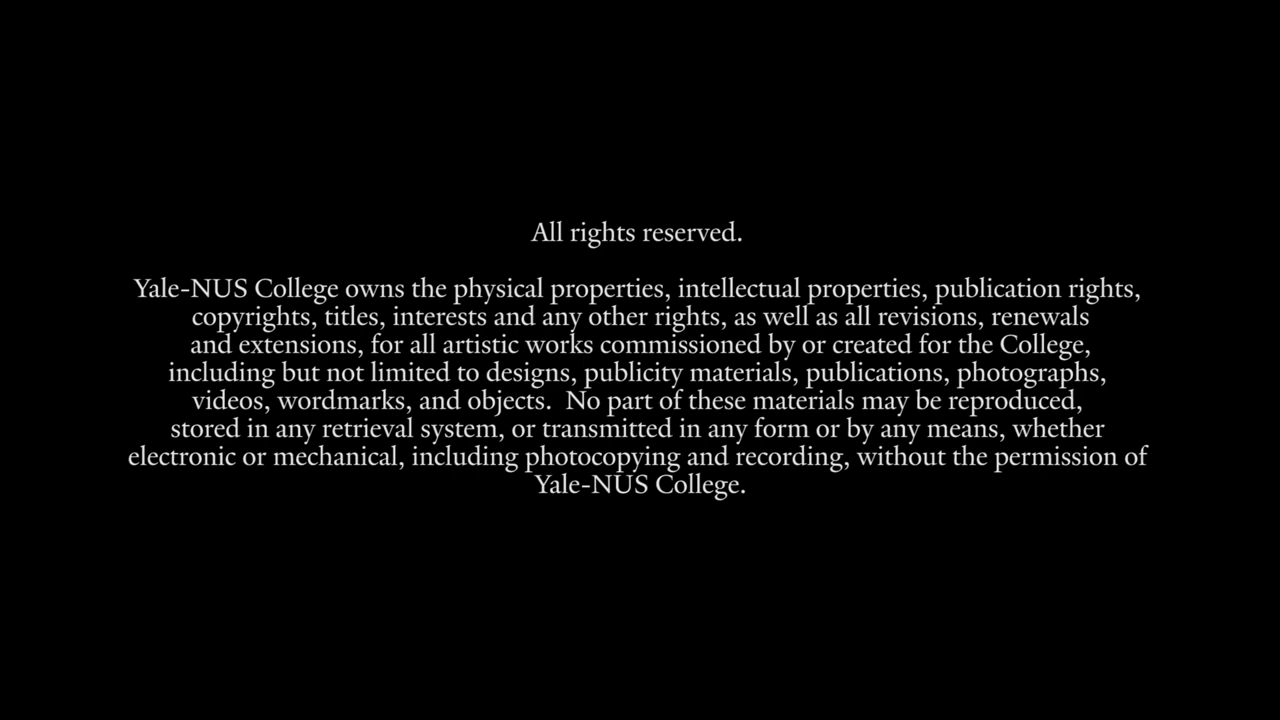 All rights reserved.
Yale-NUS College owns the physical properties, intellectual properties, publication rights,
copyrights, titles, interests and any other rights, as well as all revisions, renewals
and extensions, for all artistic works commissioned by or created for the College,
including but not limited to designs, publicity materials, publications, photographs,
videos, wordmarks, and objects.  No part of these materials may be reproduced,
stored in any retrieval system, or transmitted in any form or by any means, whether
electronic or mechanical, including photocopying and recording, without the permission of
Yale-NUS College.